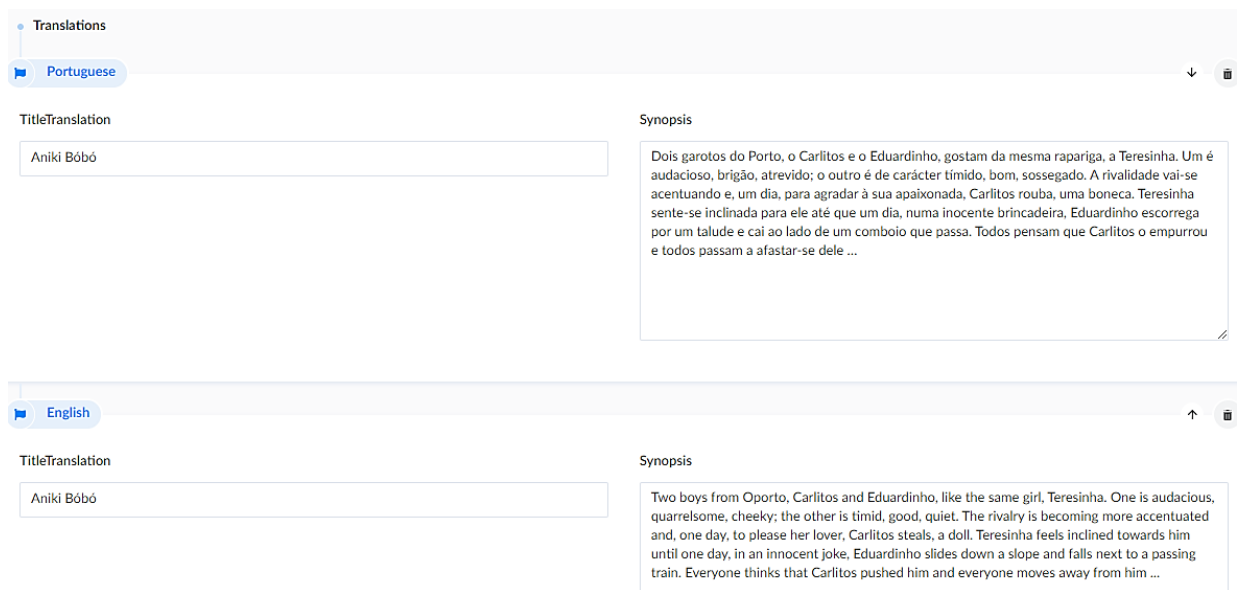 Translations
Portuguese
TitleTranslation
Aniki Bóbó
Synopsis
Dois garotos do Porto, o Carlitos e o Eduardinho, gostam da mesma rapariga, a Teresinha. Um é
audacioso, brigão, atrevido; o outro é de carácter tímido, bom, sossegado. A rivalidade vai-se
acentuando e, um dia, para agradar à sua apaixonada, Carlitos rouba, uma boneca. Teresinha
sente-se inclinada para ele até que um dia, numa inocente brincadeira, Eduardinho escorrega
por um talude e cai ao lado de um comboio que passa. Todos pensam que Carlitos o empurrou
e todos passam a afastar-se dele ...
English
TitleTranslation
Aniki Bóbó
Synopsis
Two boys from Oporto, Carlitos and Eduardinho, like the same girl, Teresinha. One is audacious,
quarrelsome, cheeky; the other is timid, good, quiet. The rivalry is becoming more accentuated
and, one day, to please her lover, Carlitos steals, a doll. Teresinha feels inclined towards him
until one day, in an innocent joke, Eduardinho slides down a slope and falls next to a passing
train. Everyone thinks that Carlitos pushed him and everyone moves away from him ...